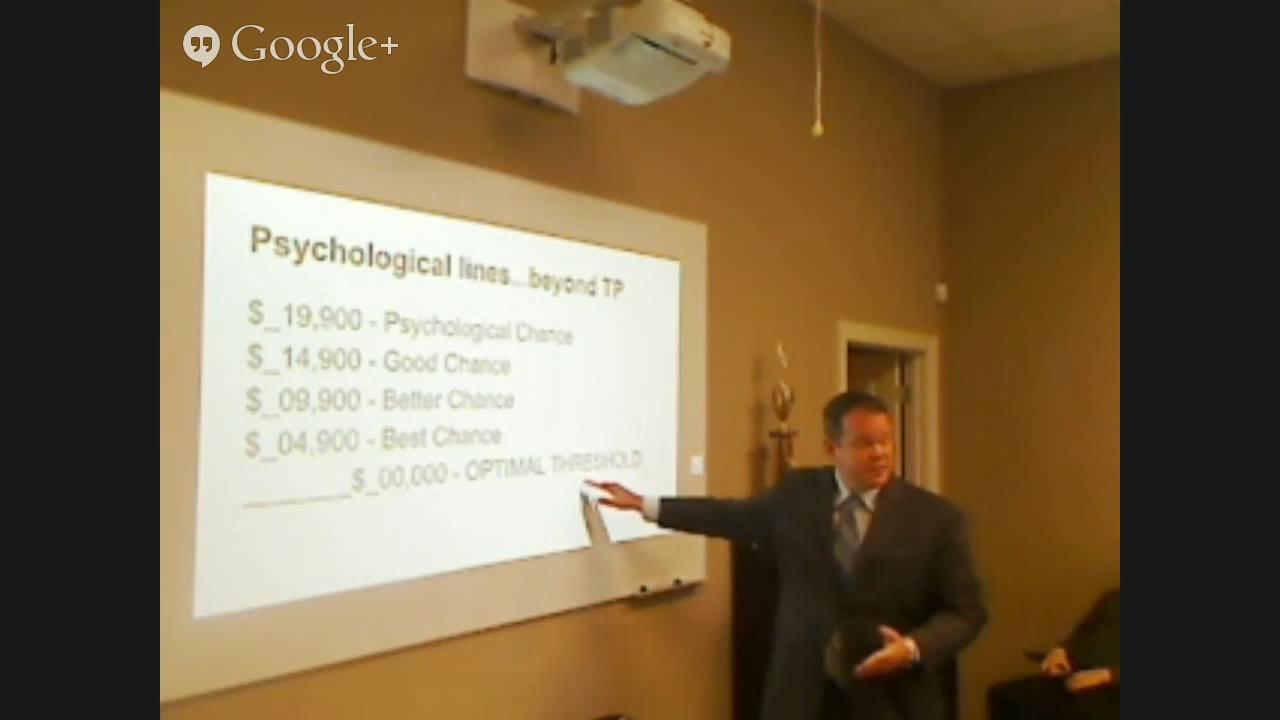 Google+
Psychological lines...beyond TP
$_19,900 - Psychological Chance
$_14,900 - Good Chance
$_09,900 - Better Chance
$_04,900 - Best Chance
_______$_00,000 - OPTIMAL THRESHOLD